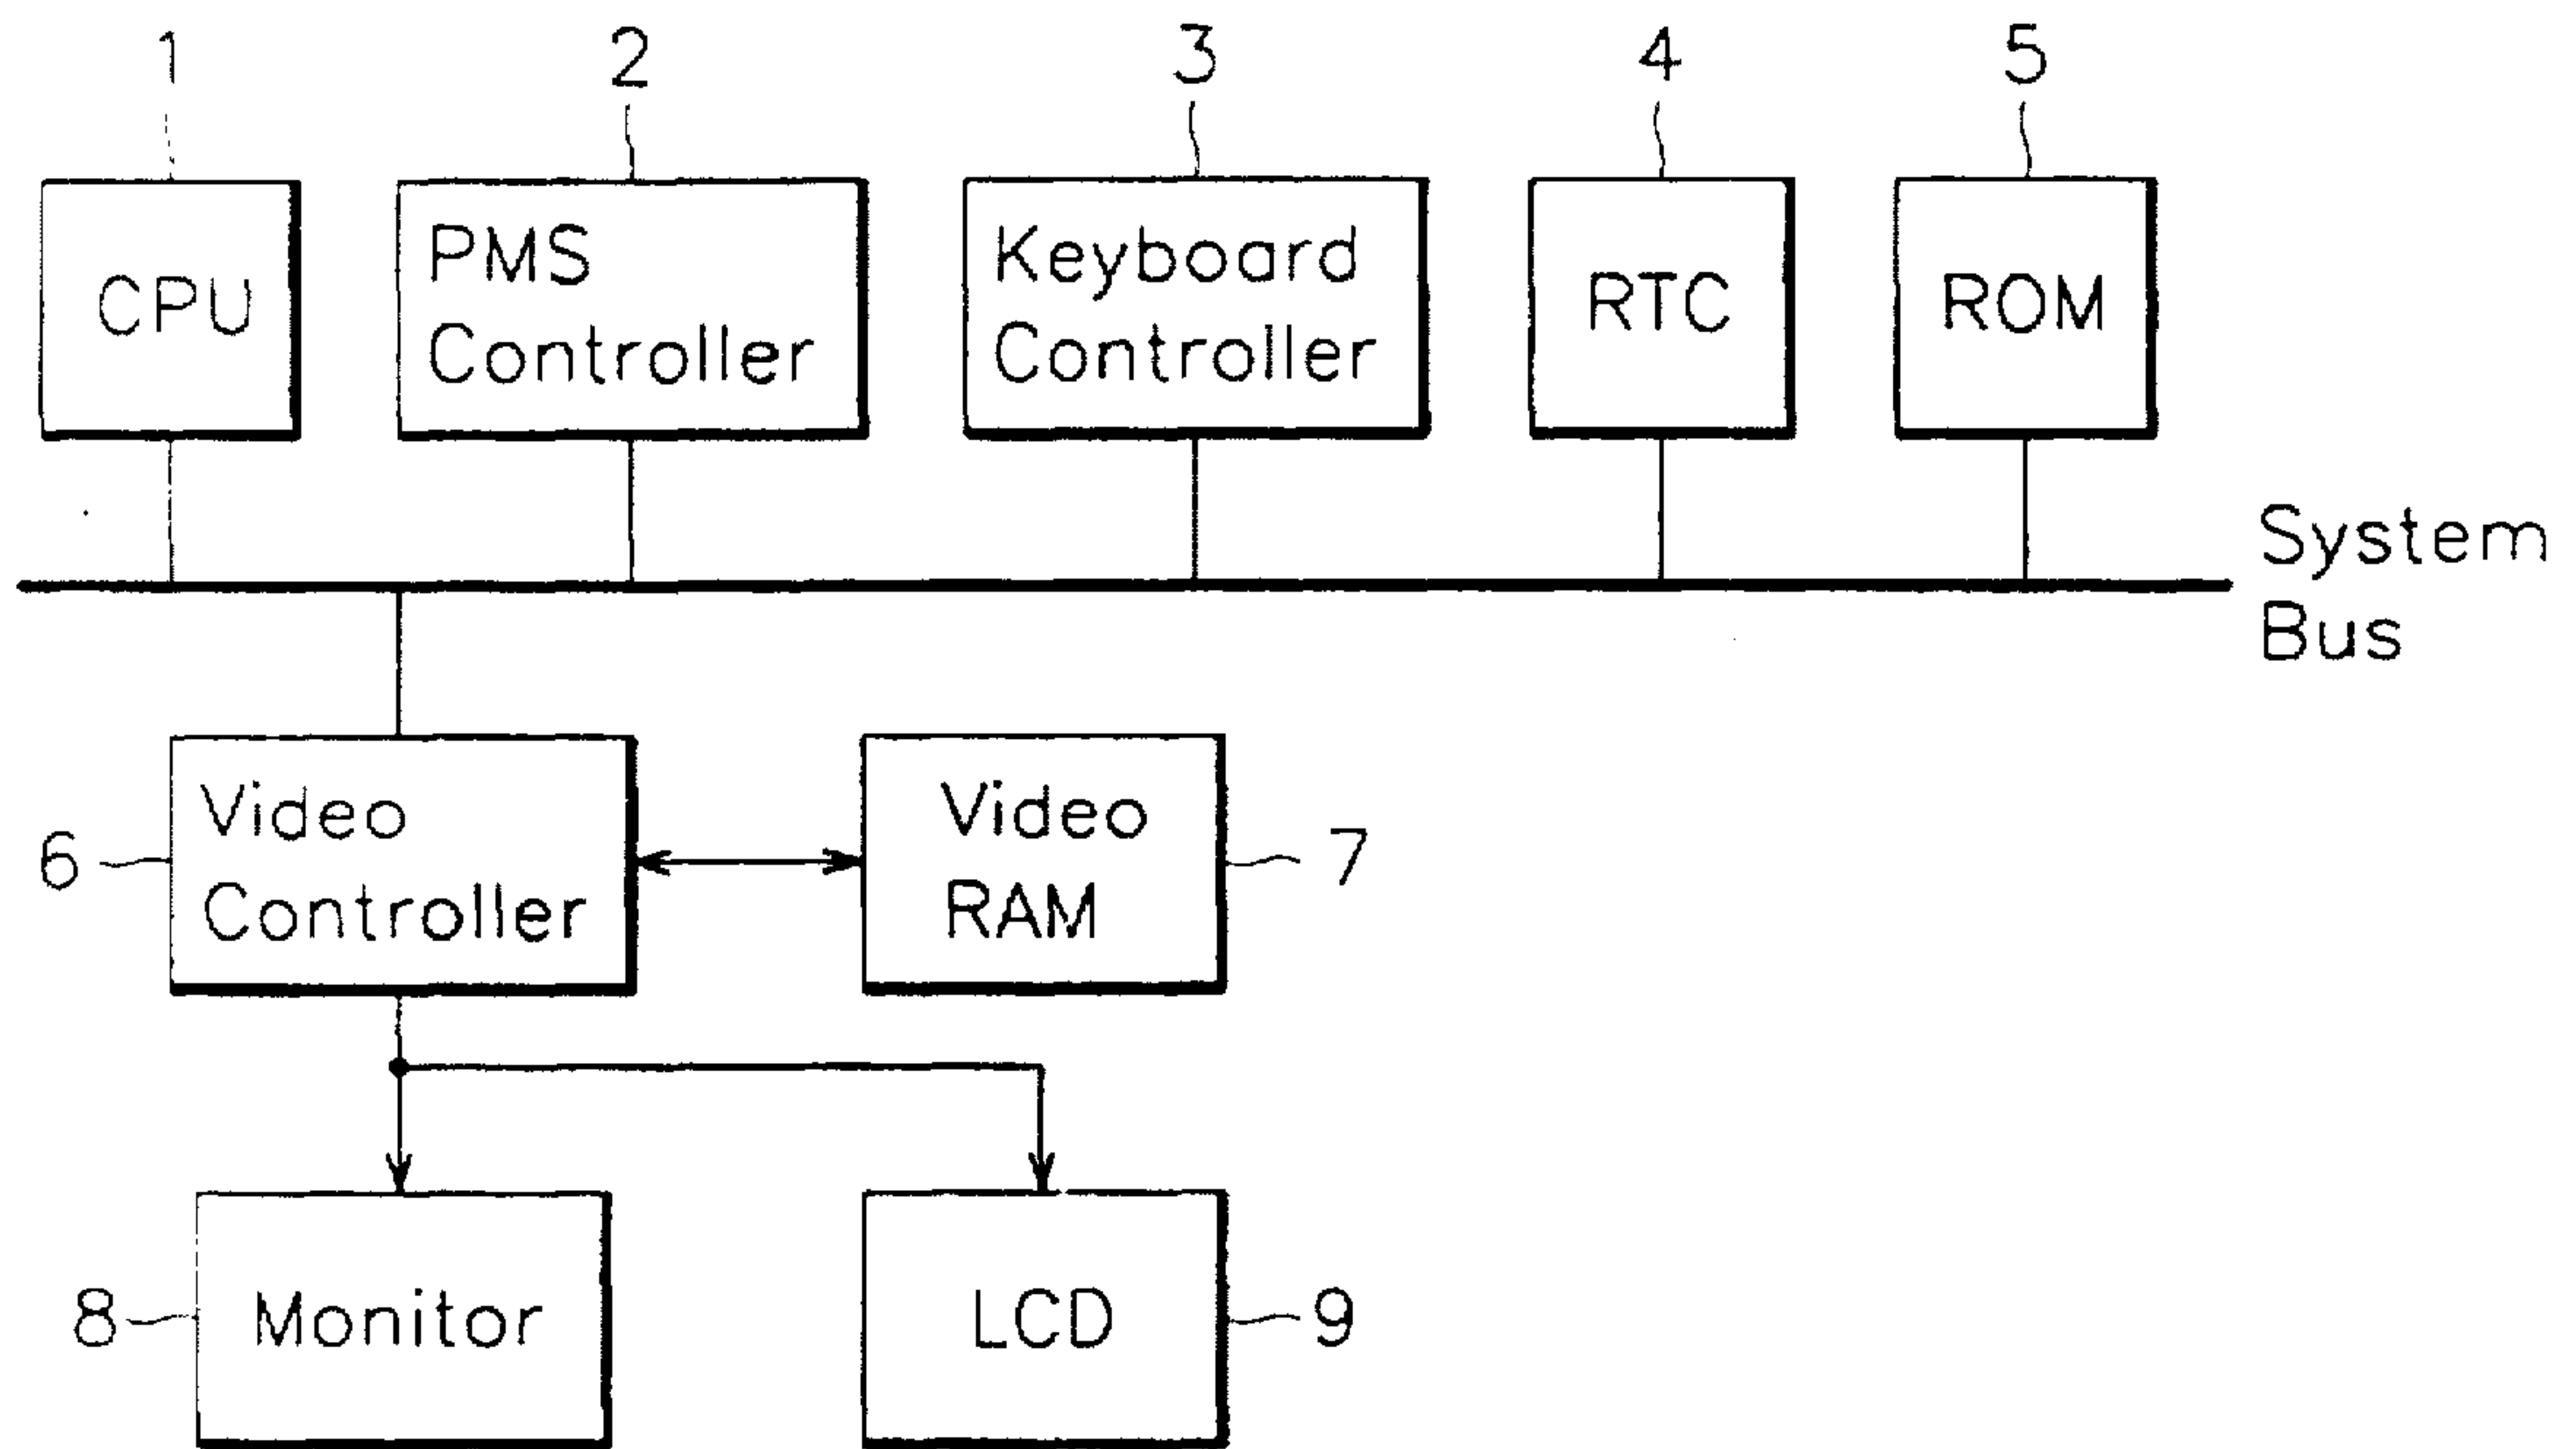 1
2
3
4
5
CPU
PMS
Controller
Keyboard
Controller
RTC
ROM
System
Bus
6
Video
Controller
Video
RAM
7
8
Monitor
LCD
9